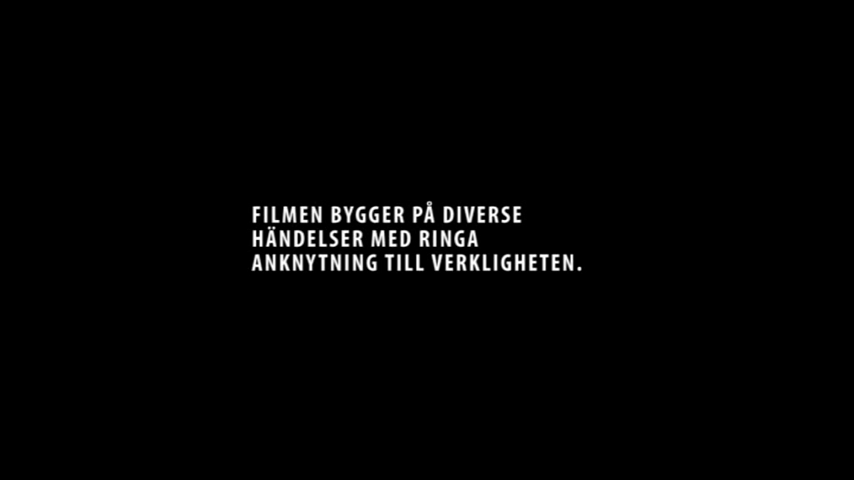 FILMEN BYGGER PÅ DIVERSE
HÄNDELSER MED RINGA
ANKNYTNING TILL VERKLIGHETEN.